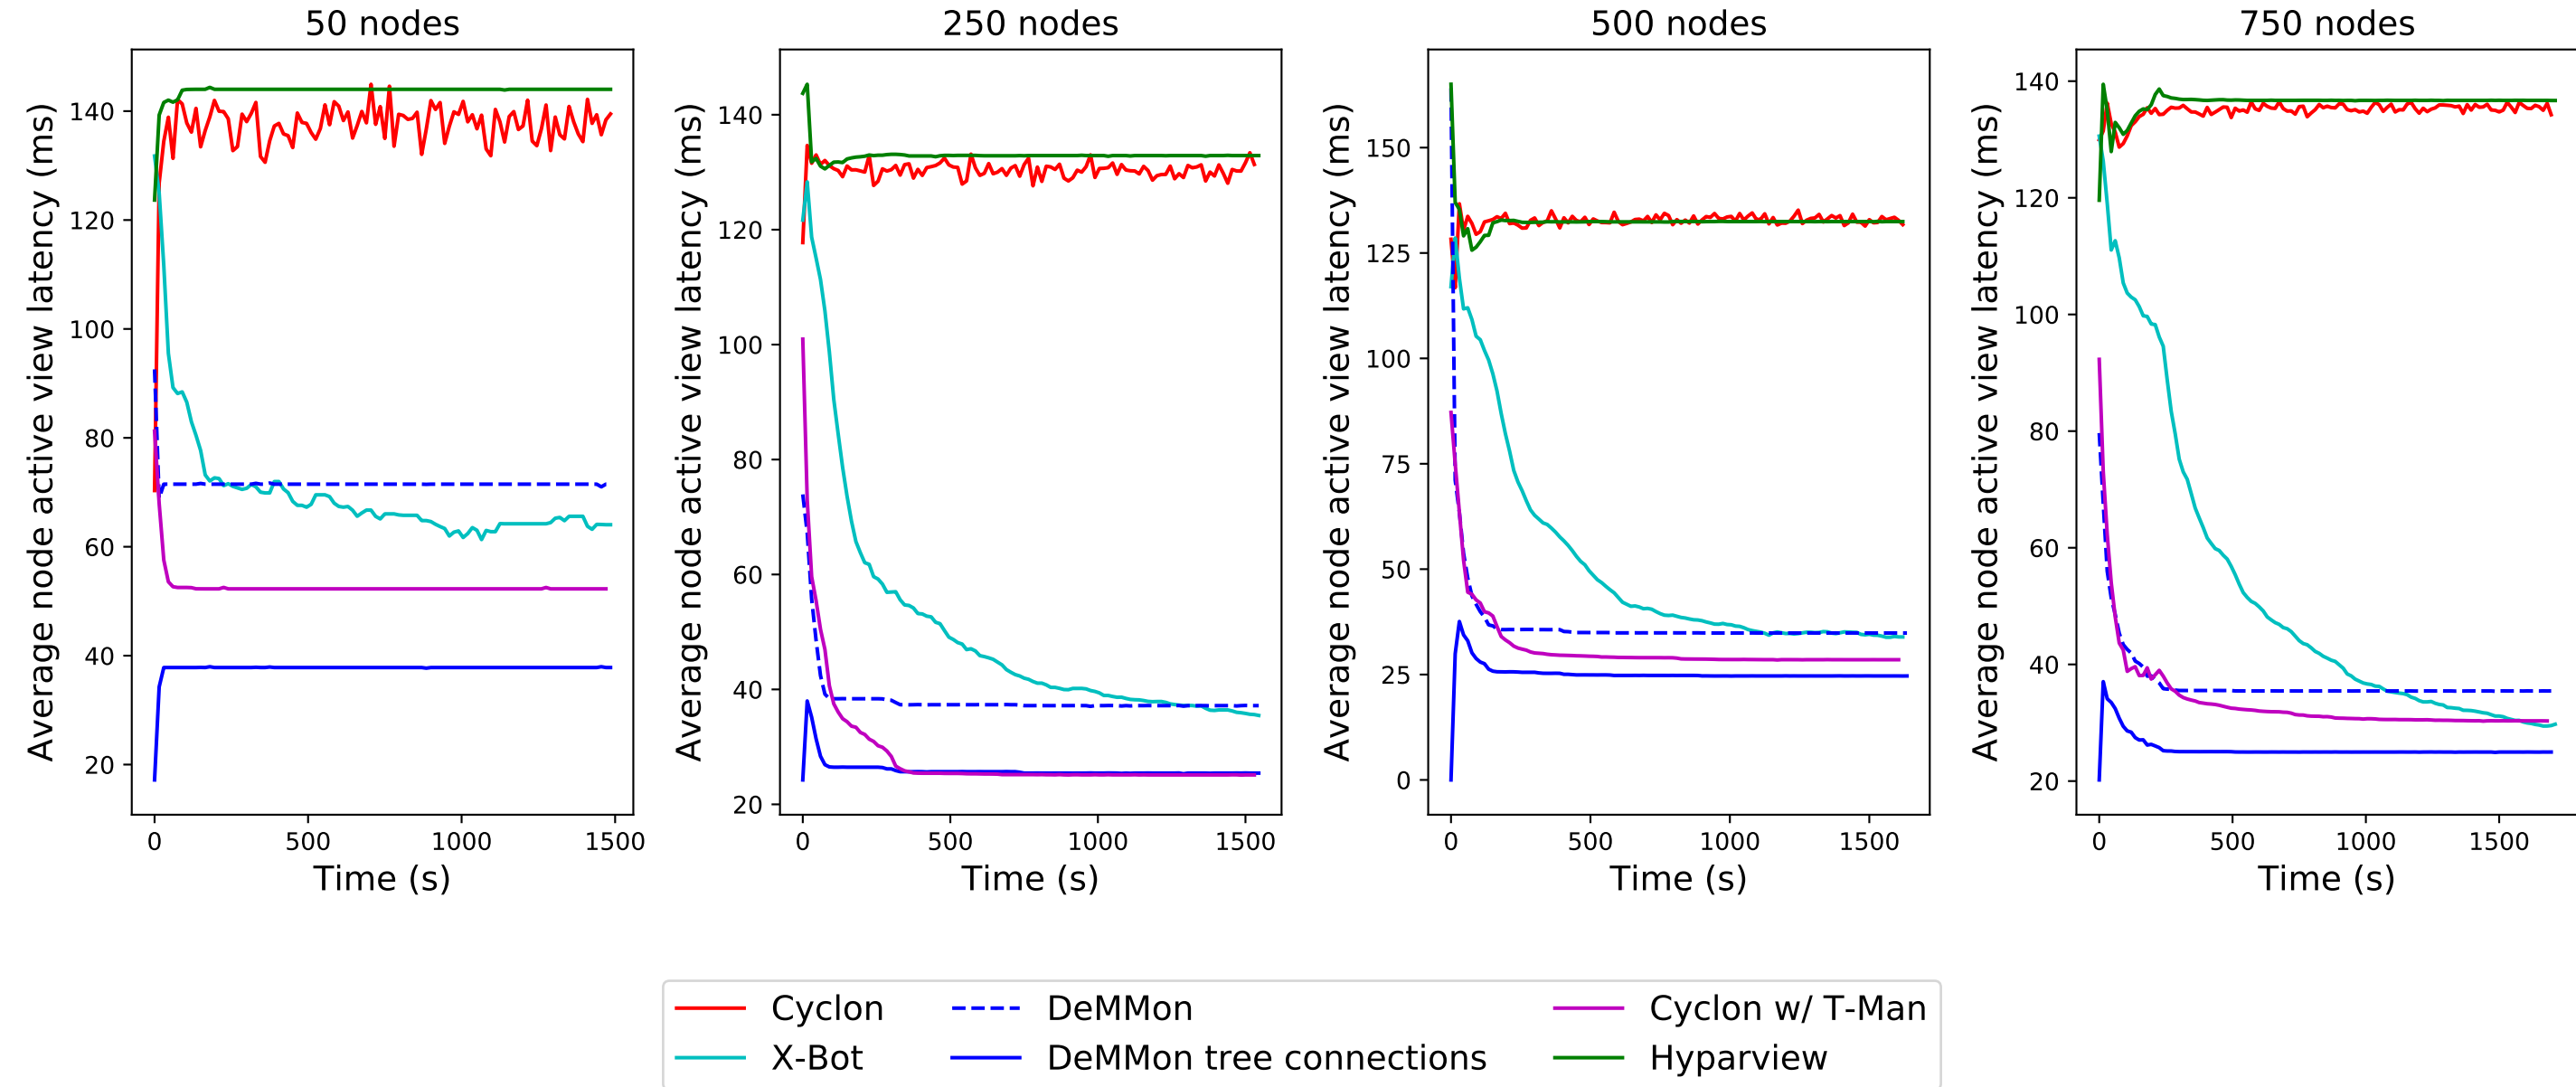 50 nodes
250 nodes
500 nodes
750 nodes
Average node active view latency (ms)
140
120
100
80
60
40
20
0
500
1000
1500
Time (s)
Average node active view latency (ms)
140
120
100
80
60
40
20
0
500
1000
1500
Time (s)
Average node active view latency (ms)
150
125
100
75
50
25
0
0
500
1000
1500
Time (s)
Average node active view latency (ms)
140
120
100
80
60
40
20
0
500
1000
1500
Time (s)
Cyclon
X-Bot
DeMMon
DeMMon tree connections
Cyclon w/ T-Man
Hyparview